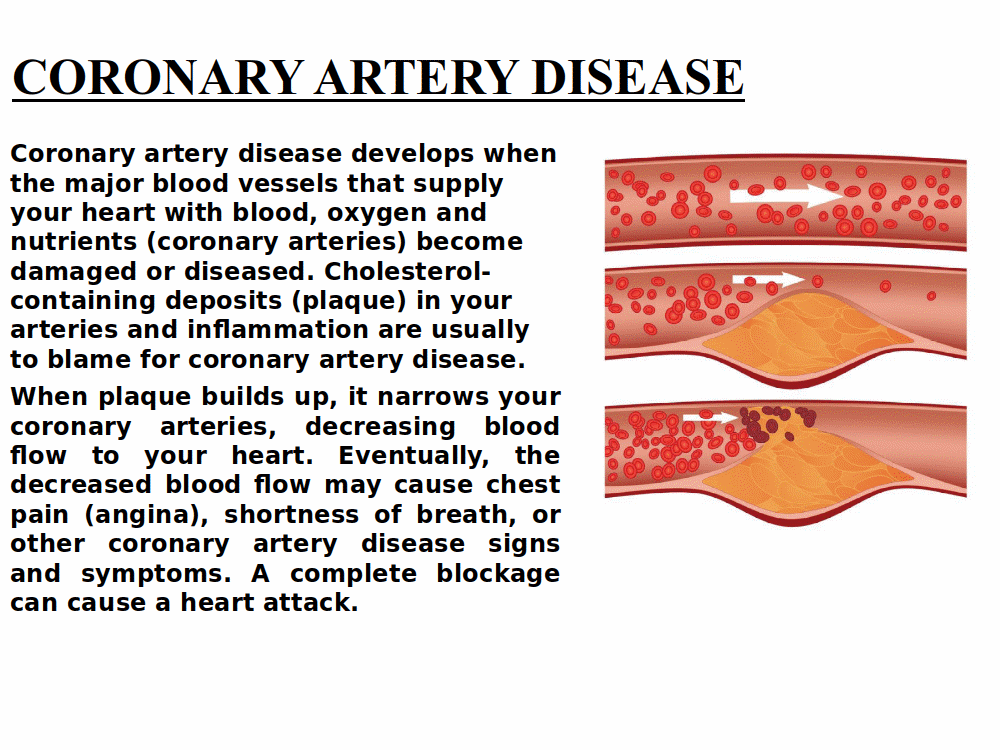 CORONARY ARTERY DISEASE
Coronary artery disease develops when
the major blood vessels that supply
your heart with blood, oxygen and
nutrients (coronary arteries) become
damaged or diseased. Cholesterol-
containing deposits (plaque) in your
arteries and inflammation are usually
to blame for coronary artery disease.
When plaque builds up, it narrows your
coronary arteries, decreasing blood
flow to your heart. Eventually, the
decreased blood flow may cause chest
pain (angina), shortness of breath, or
other coronary artery disease signs
and symptoms. A complete blockage
can cause a heart attack.